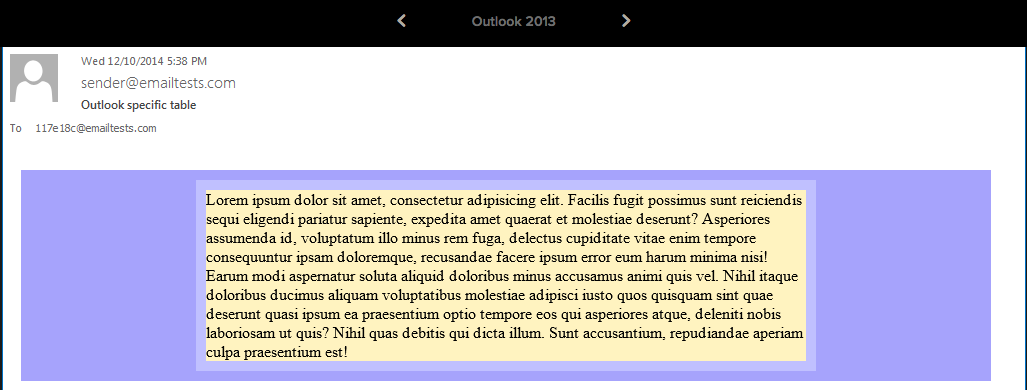 Outlook 2013
Wed 12/10/2014 5:38 PM
sender@emailtests.com
Outlook specific table
To 117e18c@emailtests.com
Lorem ipsum dolor sit amet, consectetur adipisicing elit. Facilis fugit possimus sunt reiciendis
sequi eligendi pariatur sapiente, expedita amet quaerat et molestiae deserunt? Asperiores
assumenda id, voluptatum illo minus rem fuga, delectus cupiditate vitae enim tempore
consequuntur ipsam doloremque, recusandae facere ipsum error eum harum minima nisi!
Earum modi aspernatur soluta aliquid doloribus minus accusamus animi quis vel. Nihil itaque
doloribus ducimus aliquam voluptatibus molestiae adipisci iusto quos quisquam sint quae
deserunt quasi ipsum ea praesentium optio tempore eos qui asperiores atque, deleniti nobis
laboriosam ut quis? Nihil quas debitis qui dicta illum. Sunt accusantium, repudiandae aperiam
culpa praesentium est!